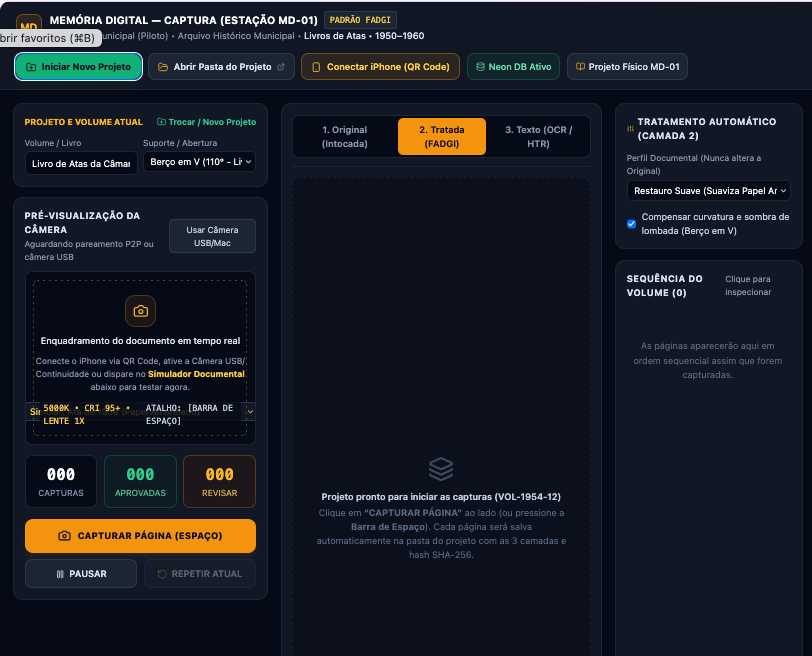 MEMÓRIA DIGITAL — CAPTURA (ESTAÇÃO MD-01)
PADRÃO FADGI
MD
brir favoritos (⌘B)
unicipal (Piloto) • Arquivo Histórico Municipal • Livros de Atas • 1950–1960
Iniciar Novo Projeto
Abrir Pasta do Projeto
Conectar iPhone (QR Code)
Neon DB Ativo
Projeto Físico MD-01
PROJETO E VOLUME ATUAL
Trocar / Novo Projeto
Volume / Livro
Suporte / Abertura
Livro de Atas da Câmar
Berço em V (110° - Li
PRÉ-VISUALIZAÇÃO DA
CÂMERA
Aguardando pareamento P2P ou
câmera USB
Usar Câmera
USB/Mac
Enquadramento do documento em tempo real
Conecte o iPhone via QR Code, ative a Câmera USB/
Continuidade ou dispare no Simulador Documental
abaixo para testar agora.
5000K • CRI 95+ •
LENTE 1X
ATALHO: [BARRA DE
ESPAÇO]
000
CAPTURAS
000
APROVADAS
000
REVISAR
CAPTURAR PÁGINA (ESPAÇO)
PAUSAR
REPETIR ATUAL
1. Original
(Intocada)
2. Tratada
(FADGI)
3. Texto (OCR /
HTR)
Projeto pronto para iniciar as capturas (VOL-1954-12)
Clique em “CAPTURAR PÁGINA” ao lado (ou pressione a
Barra de Espaço). Cada página será salva
automaticamente na pasta do projeto com as 3 camadas e
hash SHA-256.
TRATAMENTO AUTOMÁTICO
(CAMADA 2)
Perfil Documental (Nunca altera a
Original)
Restauro Suave (Suaviza Papel Ar
Compensar curvatura e sombra de
lombada (Berço em V)
SEQUÊNCIA DO
VOLUME (0)
Clique para
inspecionar
As páginas aparecerão aqui em
ordem sequencial assim que forem
capturadas.